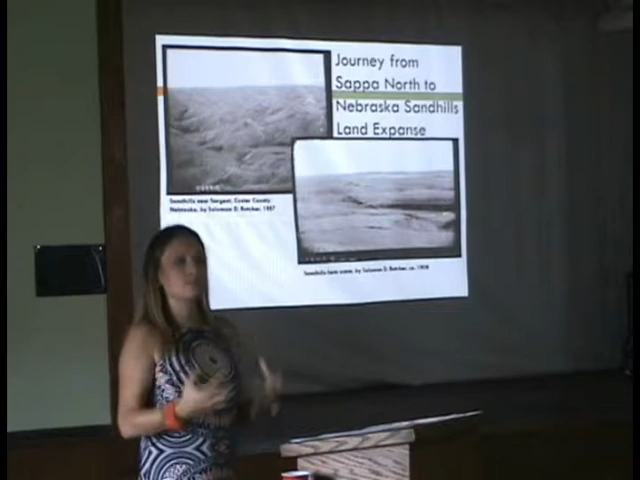 Journey from
Sappa North to
Nebraska Sandhills
Land Expanse
Sandhills near Sargent, Custer County
Nebraska, by Solomon D. Butcher, 1887
Sandhills farm scene, by Solomon D. Butcher, ca.